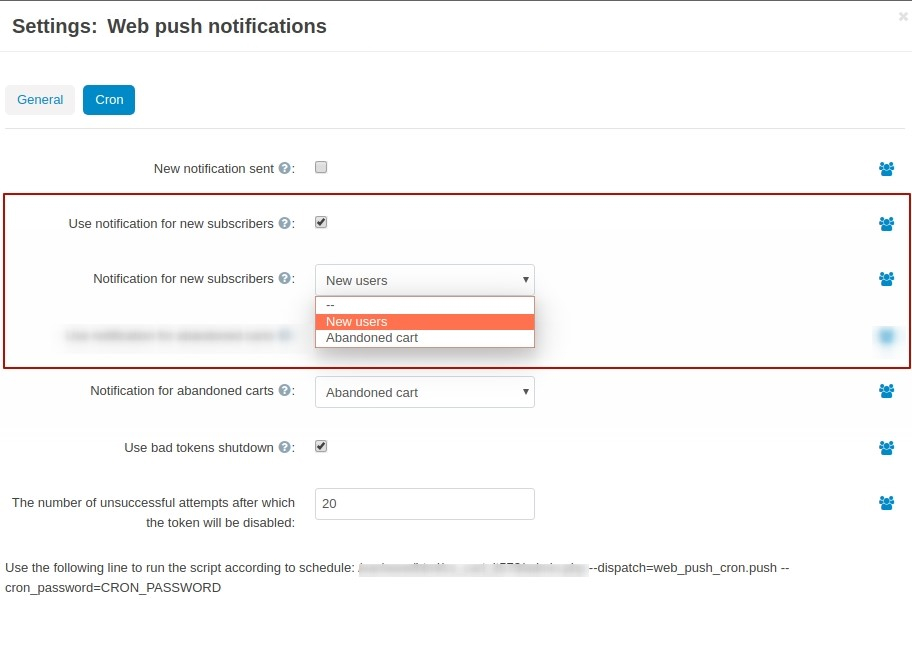 Settings: Web push notifications
General
Cron
New notification sent ?:
Use notification for new subscribers ?:
Notification for new subscribers ?:
New users
--
New users
Abandoned cart
Notification for abandoned carts ?:
Abandoned cart
Use bad tokens shutdown ?:
The number of unsuccessful attempts after which
the token will be disabled:
20
Use the following line to run the script according to schedule: --dispatch=web_push_cron.push --
cron_password=CRON_PASSWORD